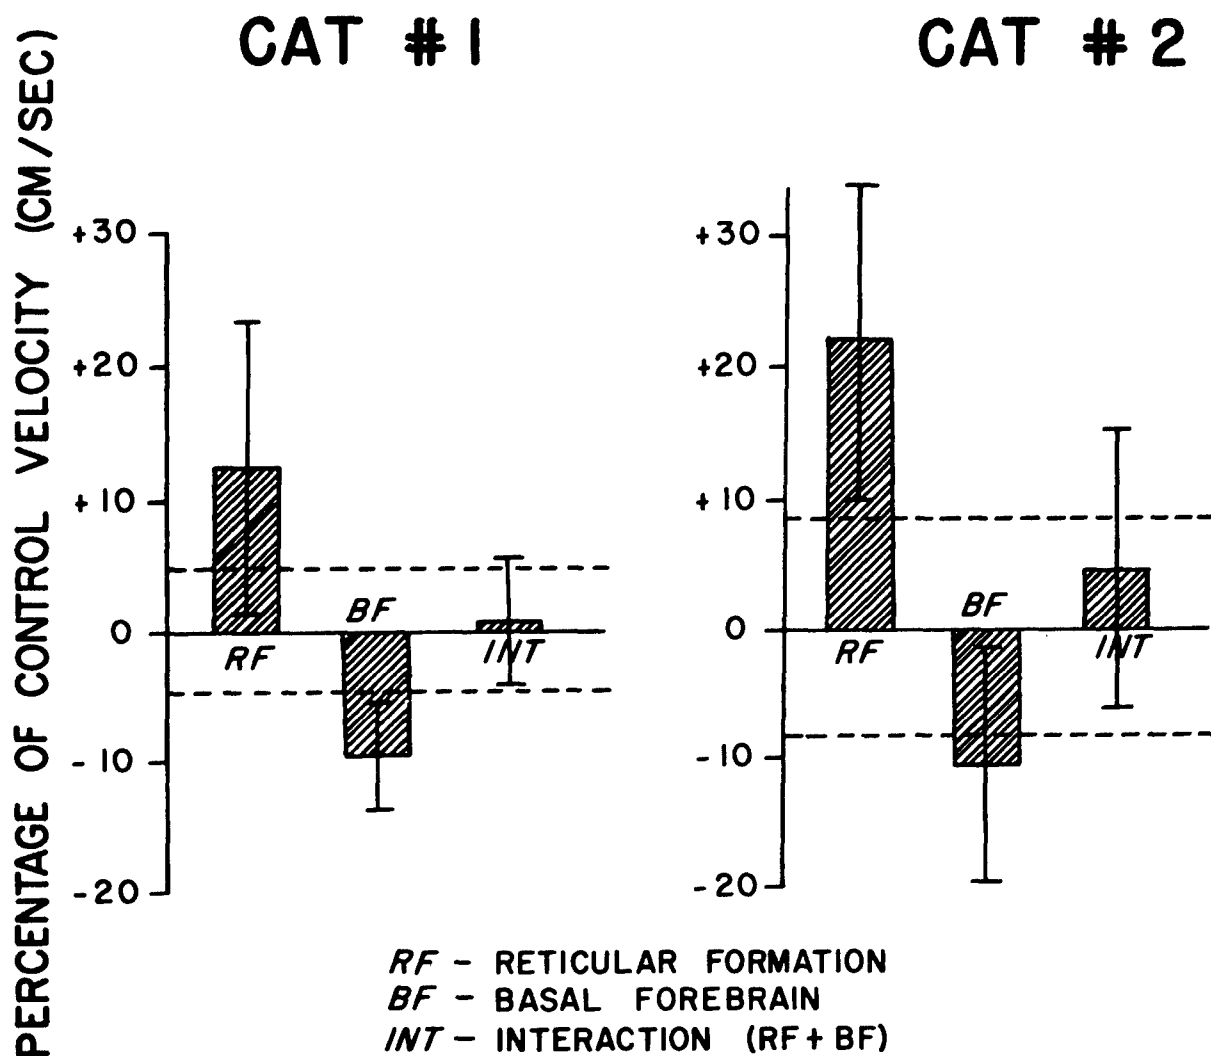 CAT # 1
CAT # 2
PERCENTAGE OF CONTROL VELOCITY (CM/SEC)
+30
+20
+10
0
-10
-20
RF
BF
INT
+30
+20
+10
0
-10
-20
RF
BF
INT
RF - RETICULAR FORMATION
BF - BASAL FOREBRAIN
INT - INTERACTION (RF + BF)